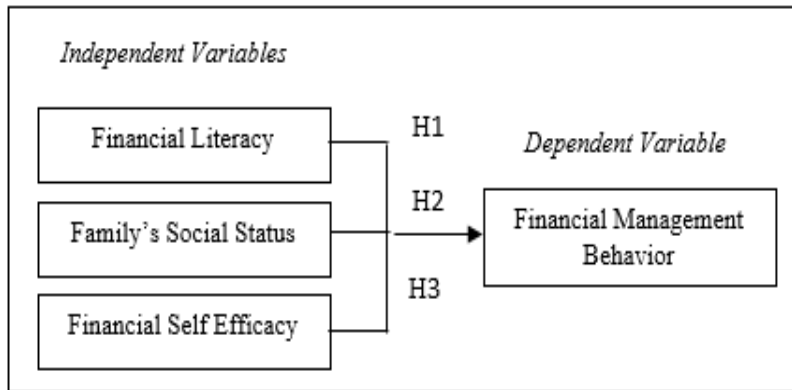 Independent Variables
Financial Literacy
H1
Dependent Variable
Family's Social Status
H2
Financial Management
Behavior
H3
Financial Self Efficacy